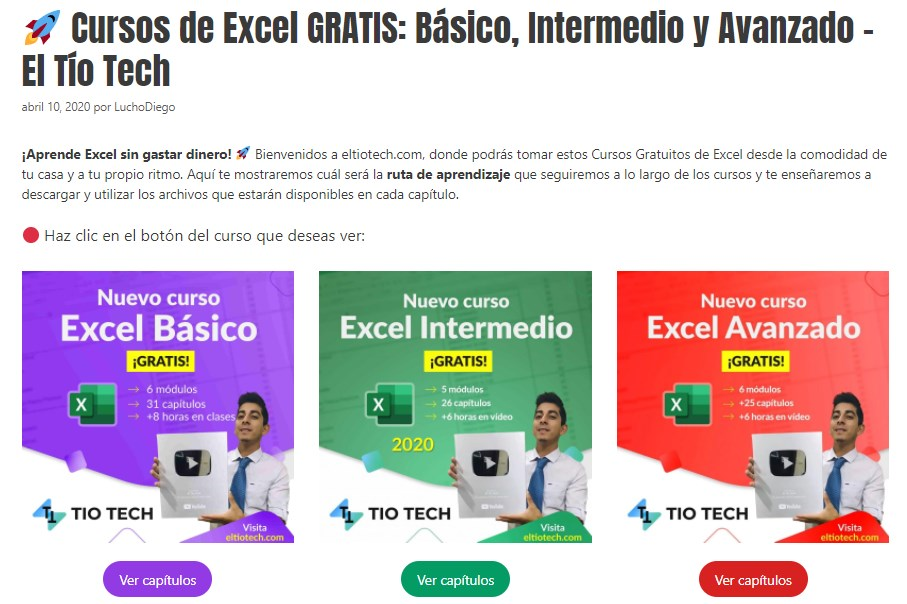 🚀 Cursos de Excel GRATIS: Básico, Intermedio y Avanzado -
El Tío Tech
abril 10, 2020 por LuchoDiego
¡Aprende Excel sin gastar dinero! 🚀 Bienvenidos a eltiotech.com, donde podrás tomar estos Cursos Gratuitos de Excel desde la comodidad de
tu casa y a tu propio ritmo. Aquí te mostraremos cuál será la ruta de aprendizaje que seguiremos a lo largo de los cursos y te enseñaremos a
descargar y utilizar los archivos que estarán disponibles en cada capítulo.
🔴 Haz clic en el botón del curso que deseas ver:
Nuevo curso
Excel Básico
¡GRATIS!
X
→ 6 módulos
→ 31 capítulos
→ +8 horas en clases
TIO TECH
Visita
eltiotech.com
Ver capítulos
Nuevo curso
Excel Intermedio
¡GRATIS!
X
→ 5 módulos
→ 26 capítulos
→ +6 horas en video
2020
TIO TECH
Visita
eltiotech.com
Ver capítulos
Nuevo curso
Excel Avanzado
¡GRATIS!
X
→ 6 módulos
→ +25 capítulos
→ +6 horas en video
TIO TECH
Visita
eltiotech.com
Ver capítulos